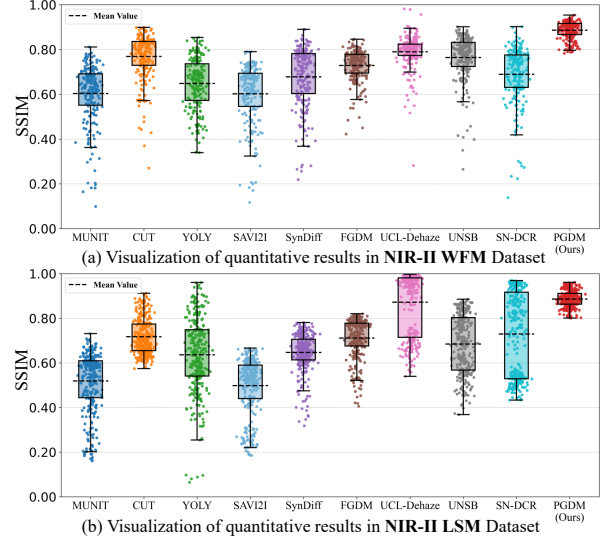 1.00
0.80
0.60
0.40
0.20
0.00
SSIM
Mean Value
MUNIT CUT YOLY SAVI2I SynDiff FGDM UCL-Dehaze UNSB SN-DCR PGDM
(Ours)
(a) Visualization of quantitative results in NIR-II WFM Dataset
1.00
0.80
0.60
0.40
0.20
0.00
SSIM
Mean Value
MUNIT CUT YOLY SAVI2I SynDiff FGDM UCL-Dehaze UNSB SN-DCR PGDM
(Ours)
(b) Visualization of quantitative results in NIR-II LSM Dataset